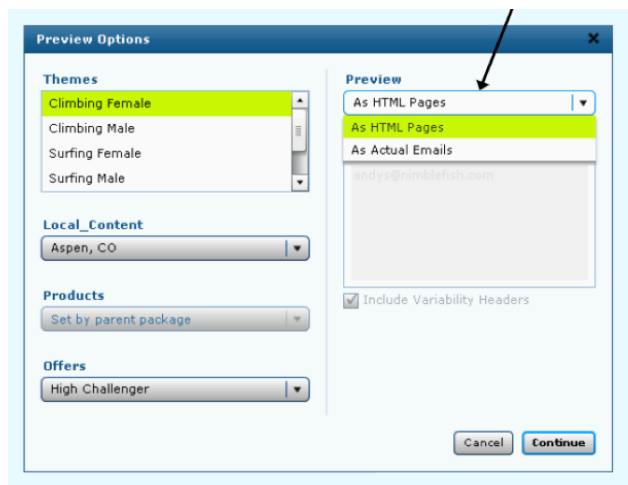 Preview Options
Themes
Climbing Female
Climbing Male
Surfing Female
Surfing Male
Local_Content
Aspen, CO
Products
Set by parent package
Offers
High Challenger
Preview
As HTML Pages
As HTML Pages
As Actual Emails
andys@nimblefish.com
Include Variability Headers
Cancel
Continue